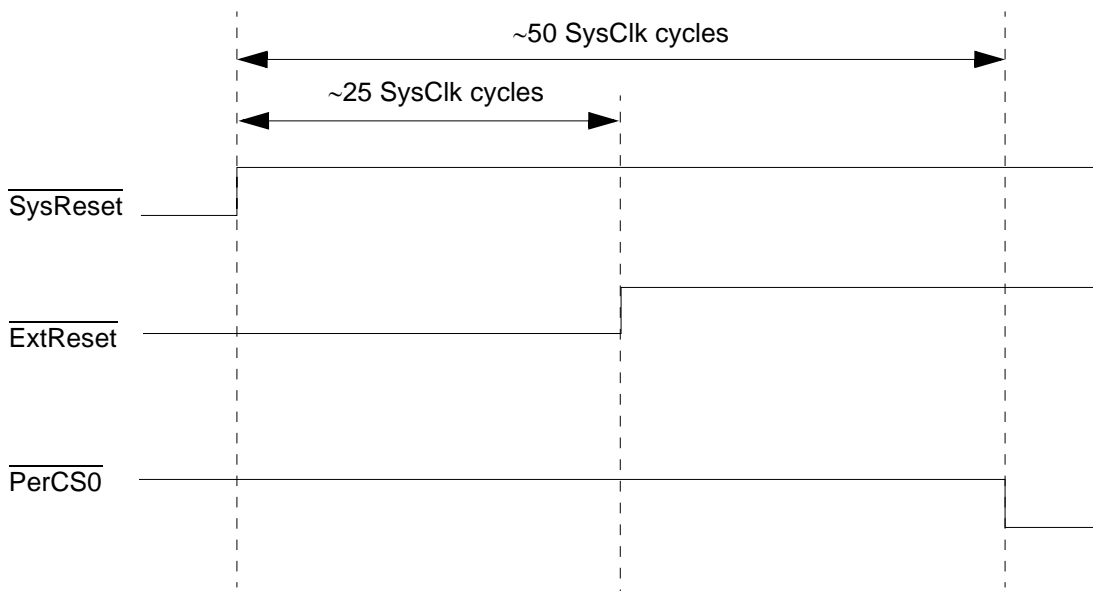 ~50 SysClk cycles
~25 SysClk cycles
SysReset
ExtReset
PerCS0